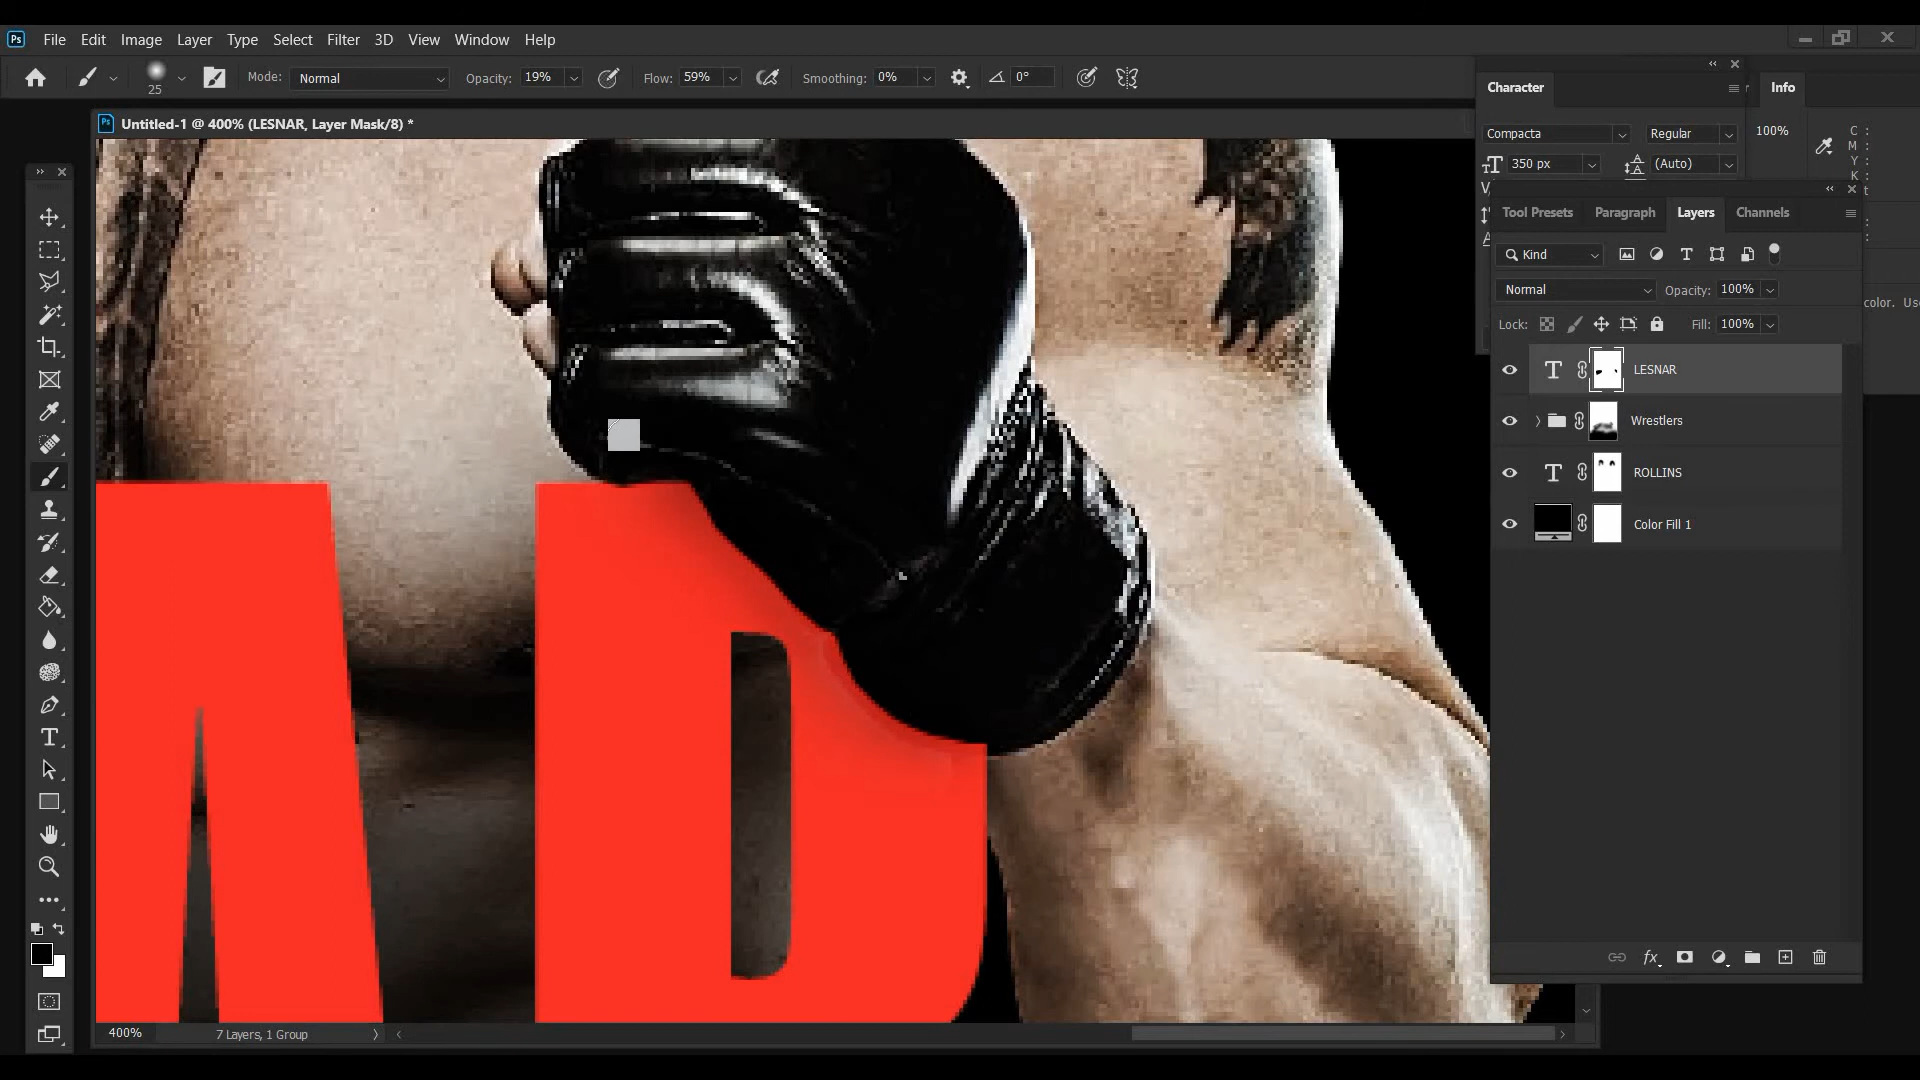 Ps File Edit Image Layer Type Select Filter 3D View Window Help
25 Mode: Normal Opacity: 19% Flow: 59% Smoothing: 0% 0°
Character Info
Untitled-1 @ 400% (LESNAR, Layer Mask/8) *
Compacta Regular 100% C :
M :
350 px (Auto) Y :
K :
Tool Presets Paragraph Layers Channels
Kind
Normal Opacity: 100%
color. Use
Lock: Fill: 100%
LESNAR
Wrestlers
ROLLINS
Color Fill 1
fx
400% 7 Layers, 1 Group